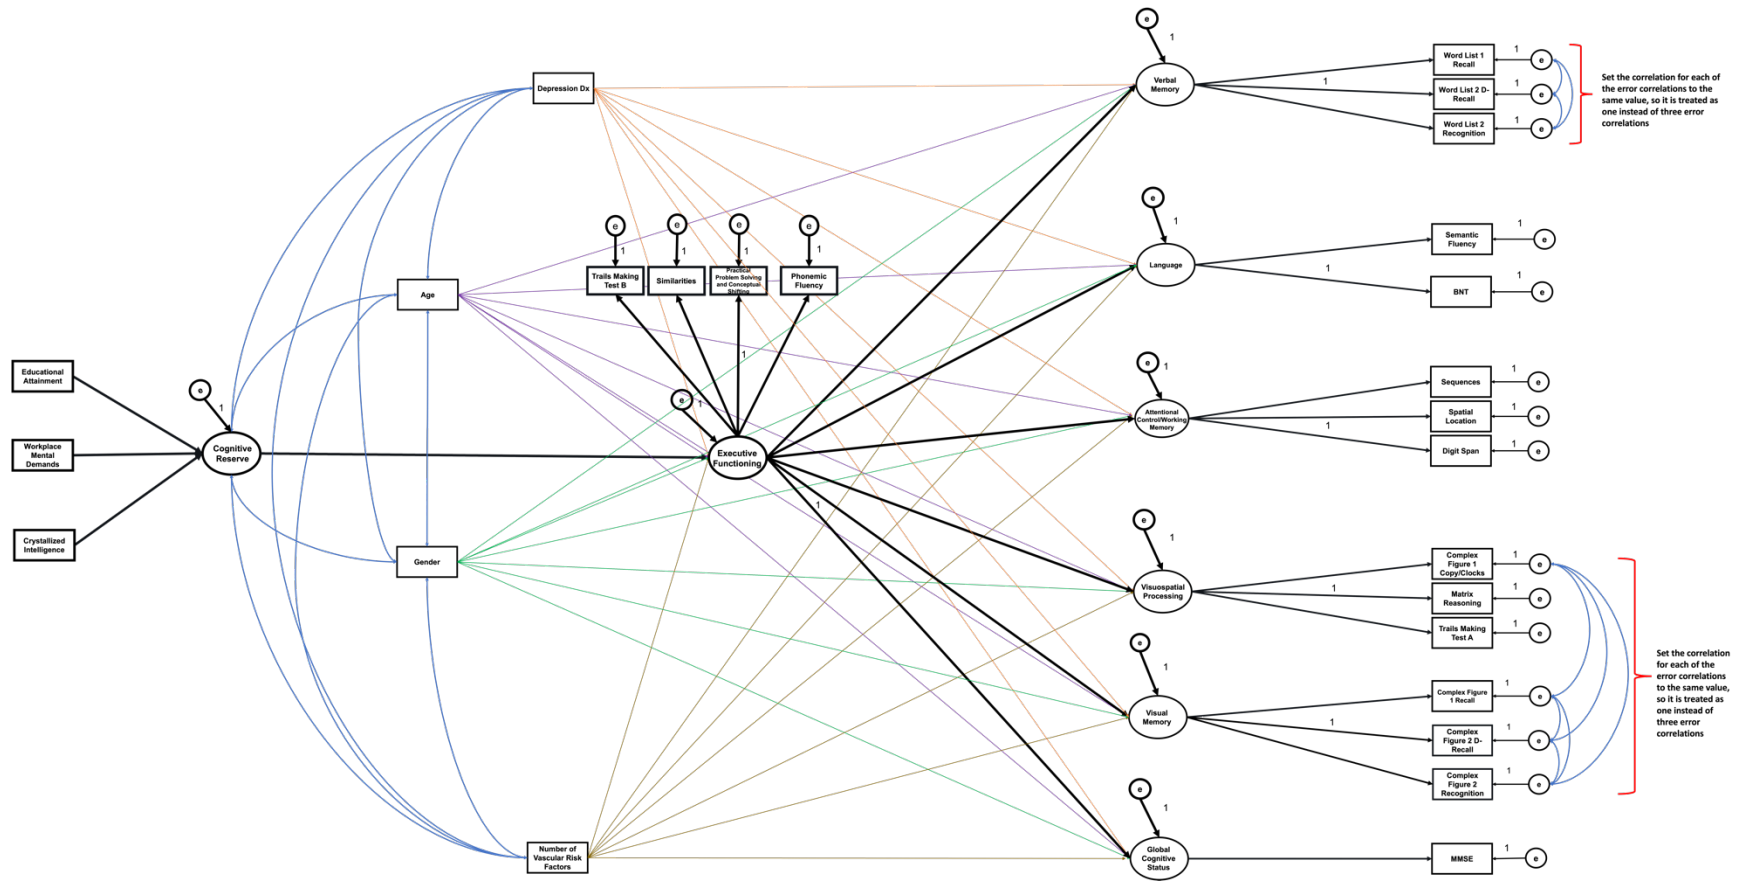 e
1
Verbal
Memory
1
Word List 1
Recall
1
e
Word List 2 D-
Recall
1
e
Word List 2
Recognition
1
e
Set the correlation for each of
the error correlations to the
same value, so it is treated as
one instead of three error
correlations
Depression Dx
e
1
Language
1
Semantic
Fluency
1
e
BNT
1
e
e
1
e
1
e
1
e
1
Trails Making
Test B
Similarities
Practical
Problem Solving
and Conceptual
Shifting
Phonemic
Fluency
Age
1
e
1
Attentional
Control/Working
Memory
1
Sequences
1
e
Spatial
Location
1
e
Digit Span
1
e
Educational
Attainment
Workplace
Mental
Demands
Crystallized
Intelligence
e
1
Cognitive
Reserve
e
1
Executive
Functioning
1
Gender
e
1
Visuospatial
Processing
1
Complex
Figure 1
Copy/Clocks
1
e
Matrix
Reasoning
1
e
Trails Making
Test A
1
e
e
1
Visual
Memory
1
Complex Figure
1 Recall
1
e
Complex
Figure 2 D-
Recall
1
e
Complex
Figure 2
Recognition
1
e
Set the correlation
for each of the
error correlations
to the same value,
so it is treated as
one instead of
three error
correlations
Number of
Vascular Risk
Factors
e
1
Global
Cognitive
Status
MMSE
1
e